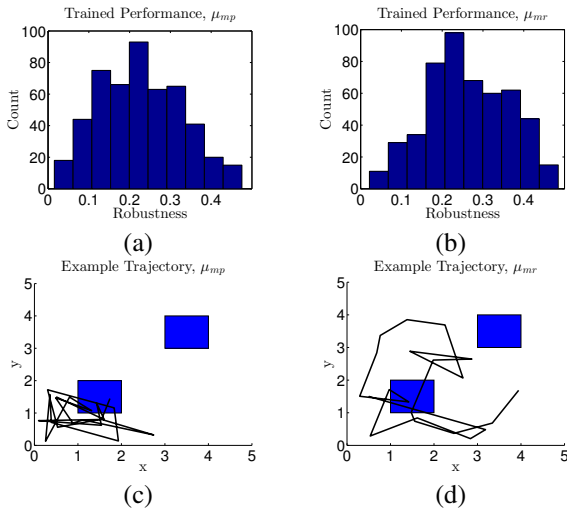 Trained Performance, μmp
Count
100
80
60
40
20
0
0.1 0.2 0.3 0.4
Robustness
(a)
Trained Performance, μmr
Count
100
80
60
40
20
0
0.1 0.2 0.3 0.4
Robustness
(b)
Example Trajectory, μmp
y
5
4
3
2
1
0
0 1 2 3 4 5
x
(c)
Example Trajectory, μmr
y
5
4
3
2
1
0
0 1 2 3 4 5
x
(d)